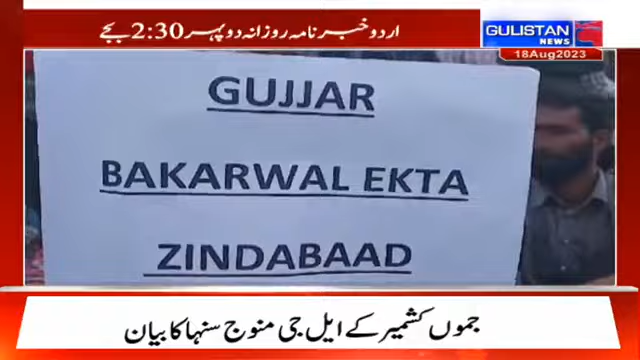 اردو خبرنامہ روزانہ دوپہر 2:30 بجے
GULISTAN
NEWS
18Aug2023
GUJJAR
BAKARWAL EKTA
ZINDABAAD
جموں کشمیر کے ایل جی منوج سنہا کا بیان